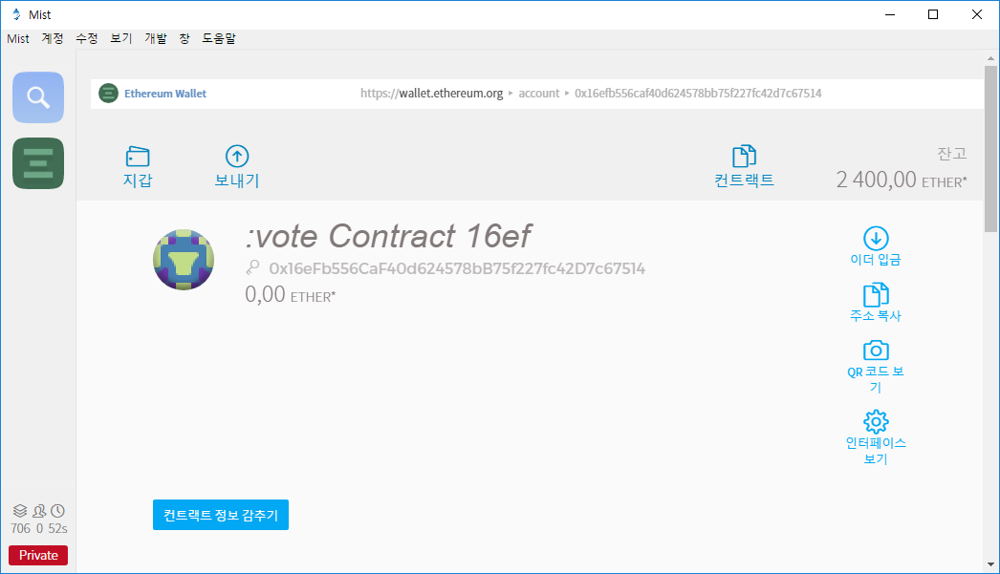 Mist
Mist 계정 수정 보기 개발 창 도움말
Ethereum Wallet https://wallet.ethereum.org ▸ account ▸ 0x16efb556caf40d624578bb75f227fc42d7c67514
지갑 보내기 컨트랙트
잔고
2 400,00 ETHER*
:vote Contract 16ef
0x16eFb556CaF40d624578bB75f227fc42D7c67514
0,00 ETHER*
이더 입금
주소 복사
QR 코드 보
기
인터페이스
보기
컨트랙트 정보 감추기
706 0 52s
Private